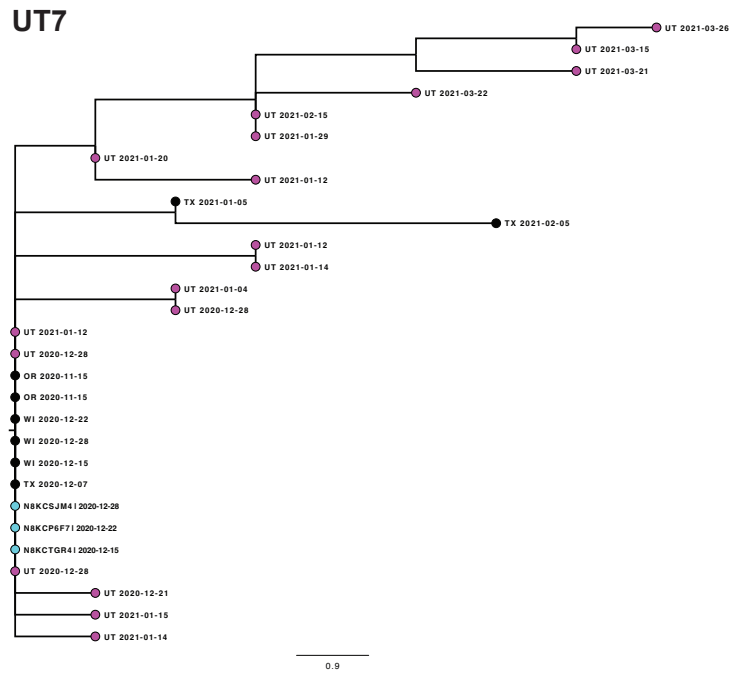 UT7
UT 2021-03-26
UT 2021-03-15
UT 2021-03-21
UT 2021-03-22
UT 2021-02-15
UT 2021-01-29
UT 2021-01-20
UT 2021-01-12
TX 2021-01-05
TX 2021-02-05
UT 2021-01-12
UT 2021-01-14
UT 2021-01-04
UT 2020-12-28
UT 2021-01-12
UT 2020-12-28
OR 2020-11-15
OR 2020-11-15
WI 2020-12-22
WI 2020-12-28
WI 2020-12-15
TX 2020-12-07
N8KCSJM4| 2020-12-28
N8KCP6F7| 2020-12-22
N8KCTGR4| 2020-12-15
UT 2020-12-28
UT 2020-12-21
UT 2021-01-15
UT 2021-01-14
0.9